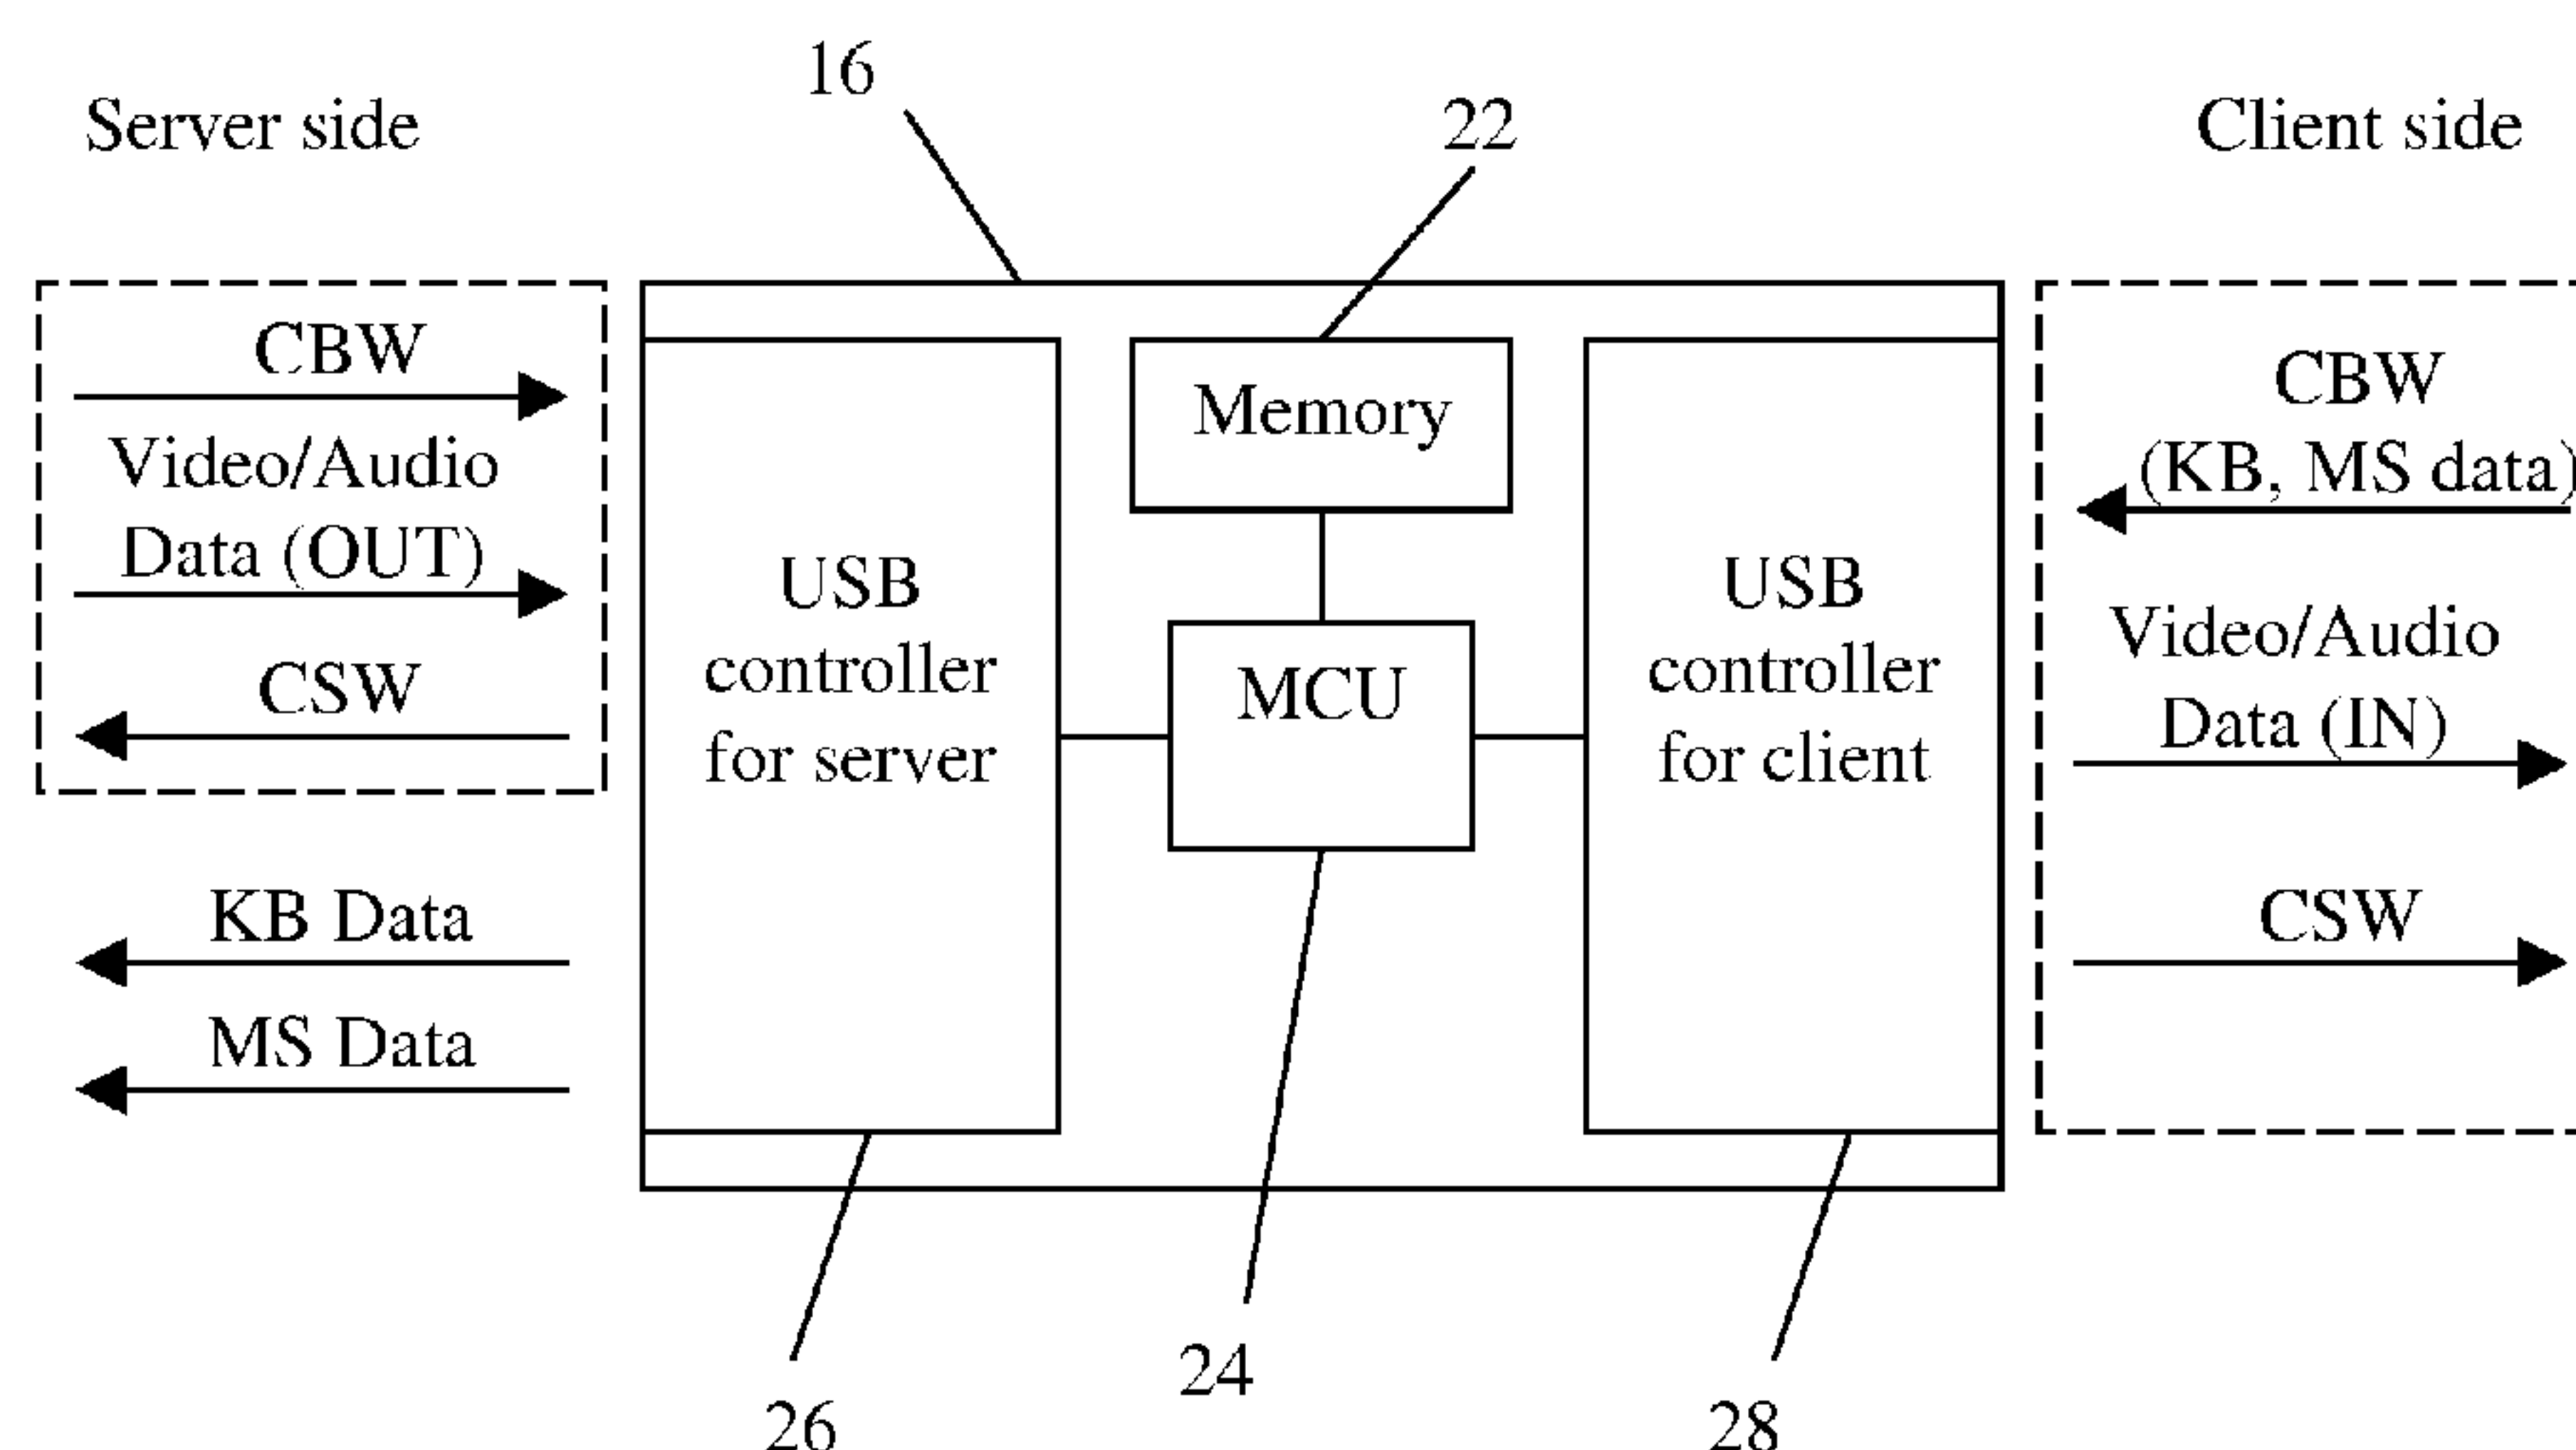 16
22
Server side
Client side
CBW
Video/Audio
Data (OUT)
CSW
KB Data
MS Data
USB
controller
for server
Memory
MCU
USB
controller
for client
CBW
(KB, MS data)
Video/Audio
Data (IN)
CSW
24
26
28